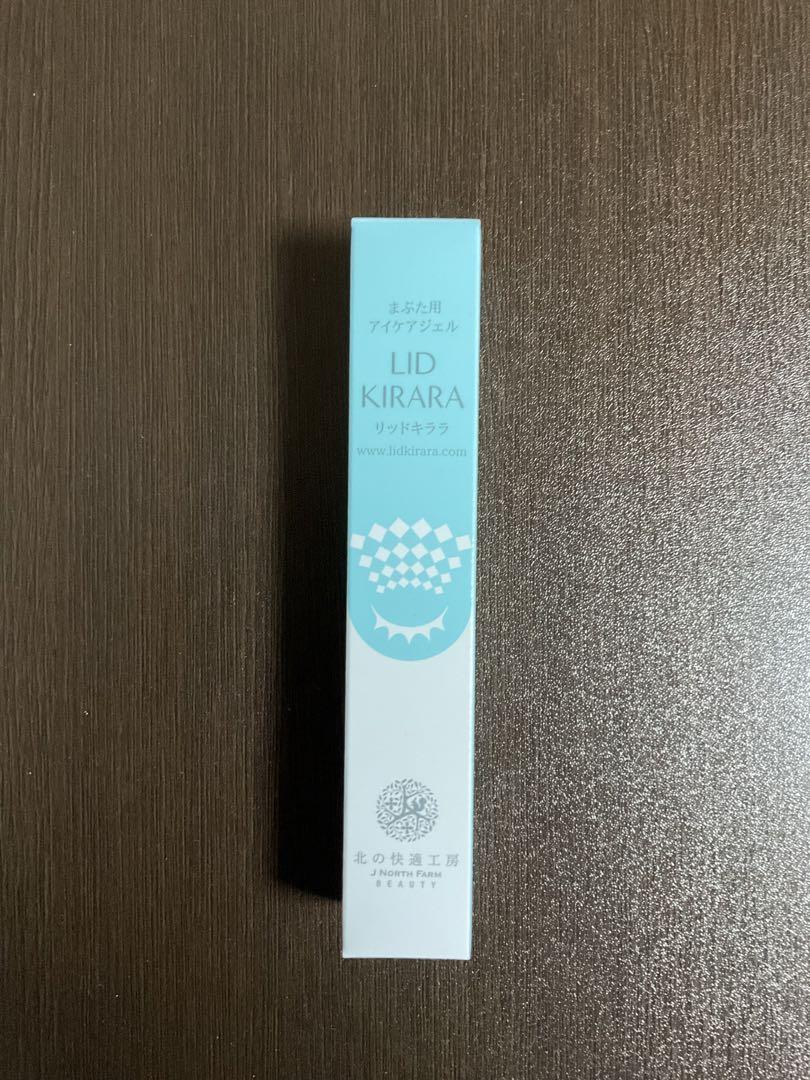 まぶた用
アイケアジェル
LID
KIRARA
リッドキララ
www.lidkirara.com
北の快適工房
J NORTH FARM
BEAUTY